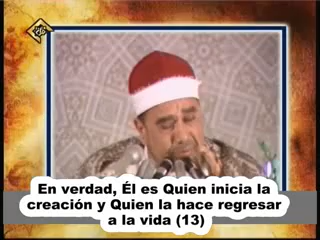 En verdad, Él es Quien inicia la
creación y Quien la hace regresar
a la vida (13)